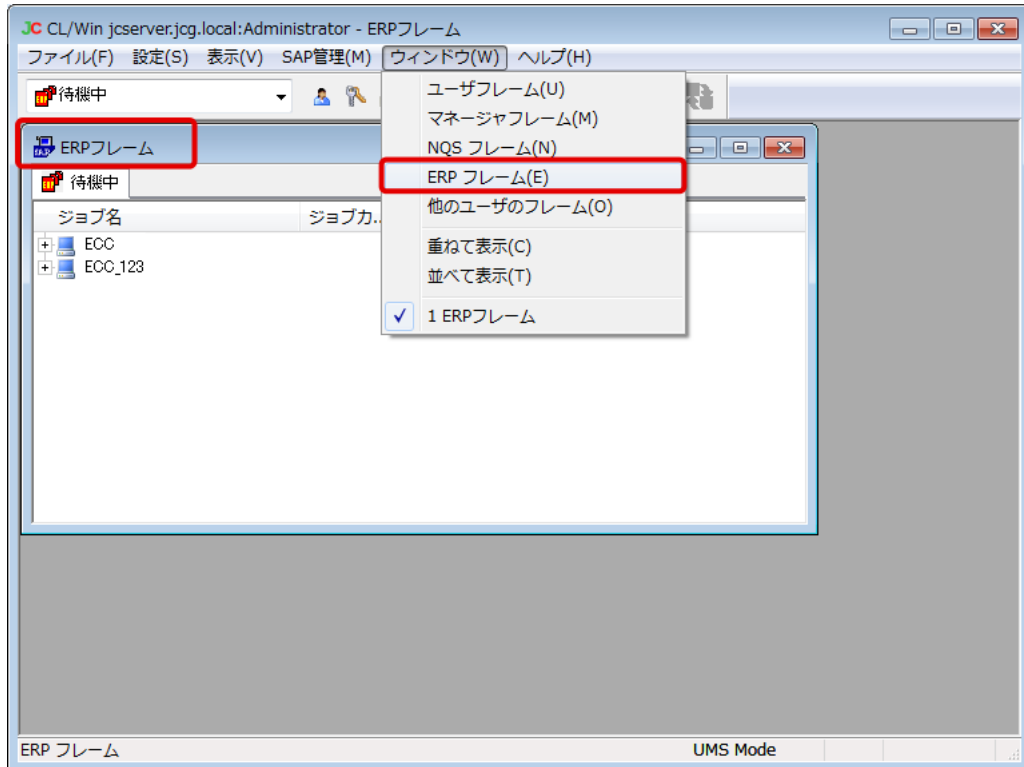 JC CL/Win jcserver.jcg.local:Administrator - ERPフレーム
ファイル(F) 設定(S) 表示(V) SAP管理(M) ウィンドウ(W) ヘルプ(H)
待機中
ユーザフレーム(U)
マネージャフレーム(M)
NQS フレーム(N)
ERP フレーム(E)
他のユーザのフレーム(O)
重ねて表示(C)
並べて表示(T)
✓ 1 ERPフレーム
ERPフレーム
待機中
ジョブ名 ジョブカ...
ECC
ECC_123
ERP フレーム UMS Mode